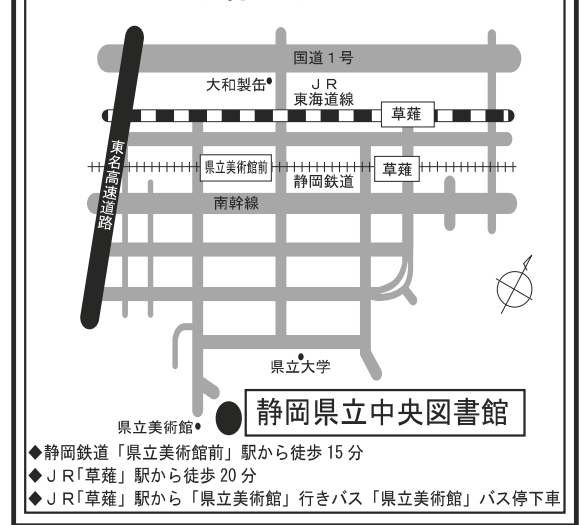 国道１号
大和製缶
ＪＲ
東海道線
草薙
東名高速道路
県立美術館前
静岡鉄道
草薙
南幹線
県立大学
静岡県立中央図書館
県立美術館
◆静岡鉄道「県立美術館前」駅から徒歩 15 分
◆ＪＲ「草薙」駅から徒歩 20 分
◆ＪＲ「草薙」駅から「県立美術館」行きバス「県立美術館」バス停下車